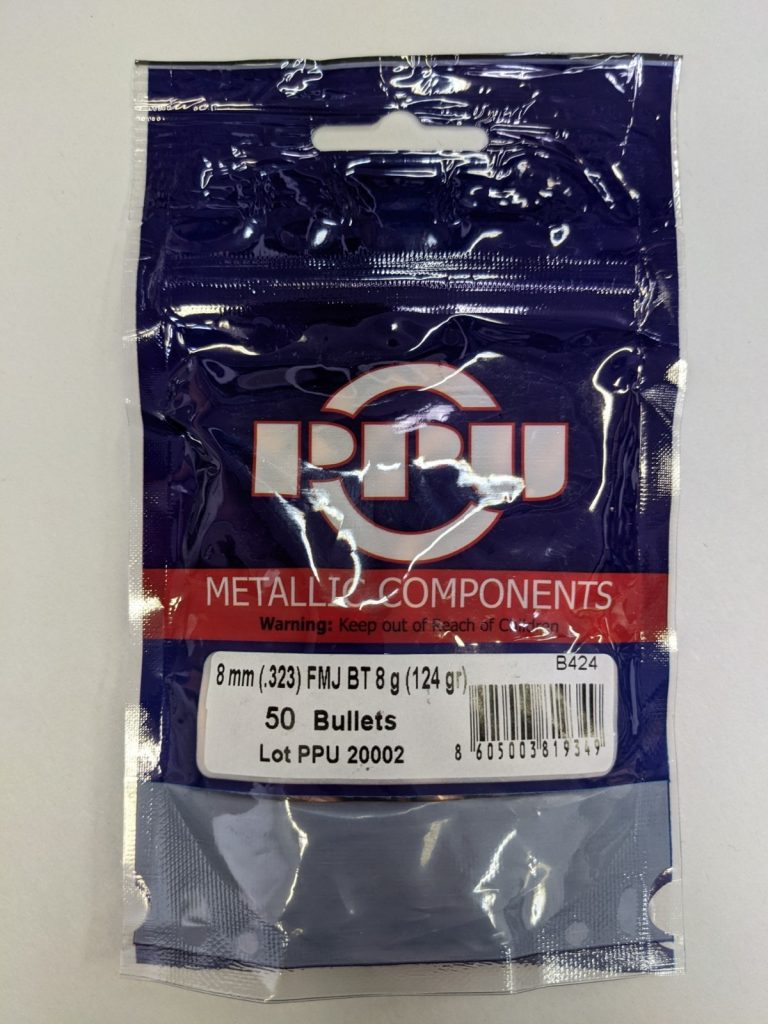 PPU
METALLIC COMPONENTS
Warning: Keep out of Reach of Children
B424
8 mm (.323) FMJ BT 8 g (124 gr)
50 Bullets
Lot PPU 20002
8 605003 819349